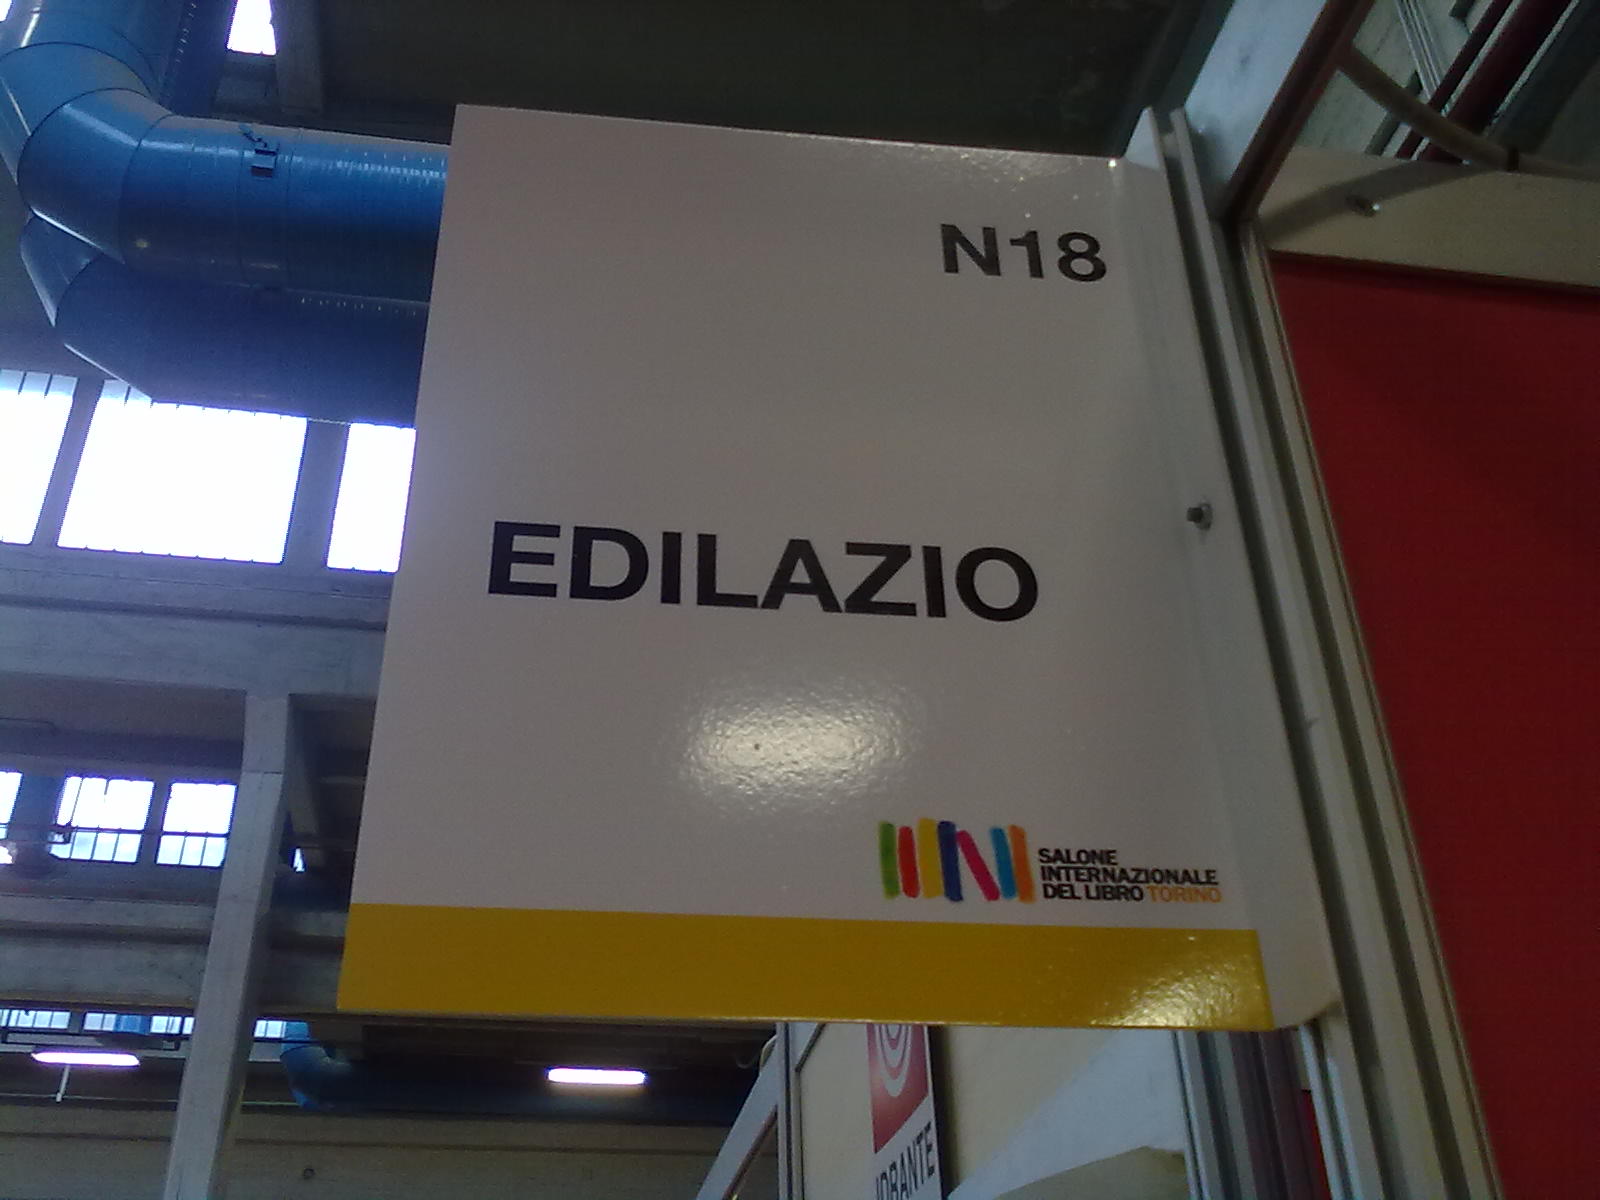 N18
EDILAZIO
SALONE
INTERNAZIONALE
DEL LIBRO TORINO